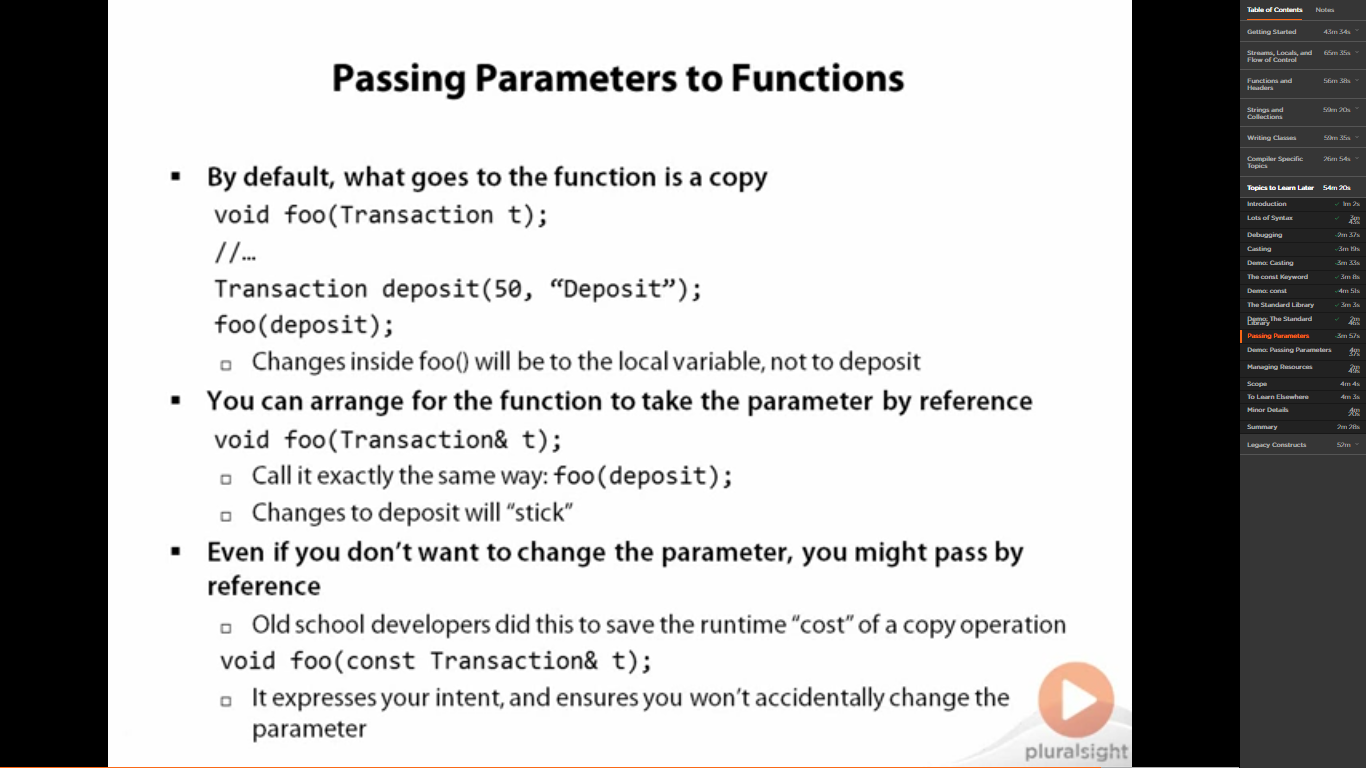 Passing Parameters to Functions
▪ By default, what goes to the function is a copy
void foo(Transaction t);
//…
Transaction deposit(50, “Deposit”);
foo(deposit);
▫ Changes inside foo() will be to the local variable, not to deposit
▪ You can arrange for the function to take the parameter by reference
void foo(Transaction& t);
▫ Call it exactly the same way: foo(deposit);
▫ Changes to deposit will “stick”
▪ Even if you don’t want to change the parameter, you might pass by
reference
▫ Old school developers did this to save the runtime “cost” of a copy operation
void foo(const Transaction& t);
▫ It expresses your intent, and ensures you won’t accidentally change the
parameter
pluralsight
Table of Contents Notes
Getting Started 43m 34s
Streams, Locals, and 65m 35s
Flow of Control
Functions and 56m 38s
Headers
Strings and 59m 20s
Collections
Writing Classes 59m 35s
Compiler Specific 26m 54s
Topics
Topics to Learn Later 54m 20s
Introduction 1m 2s
Lots of Syntax
Debugging 2m 37s
Casting 3m 19s
Demo: Casting 3m 33s
The const Keyword 3m 8s
Demo: const 4m 51s
The Standard Library 3m 3s
Demo: The Standard
Library
Passing Parameters 3m 57s
Demo: Passing Parameters
Managing Resources
Scope 4m 4s
To Learn Elsewhere 4m 3s
Minor Details
Summary 2m 28s
Legacy Constructs 52m